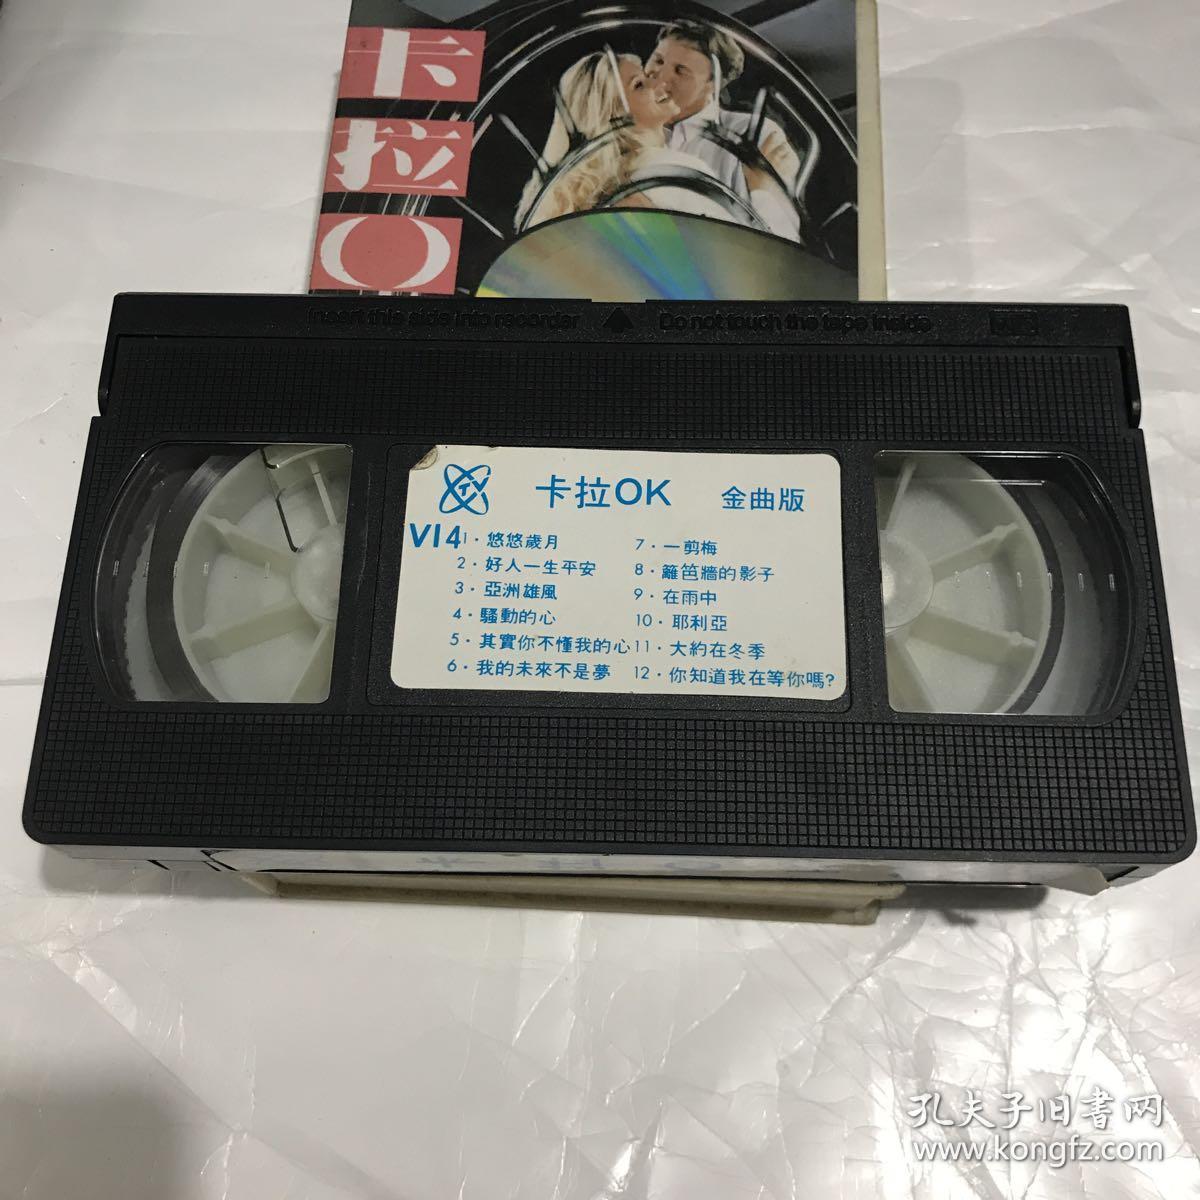 卡
拉
O
Insert this side into recorder
Do not touch the tape inside
VHS
TV
卡拉OK 金曲版
V14
1·悠悠歲月
2·好人一生平安
3·亞洲雄風
4·騷動的心
5·其實你不懂我的心
6·我的未來不是夢
7·一剪梅
8·籬笆牆的影子
9·在雨中
10·耶利亞
11·大約在冬季
12·你知道我在等你嗎?
孔夫子旧書网
www.kongfz.com